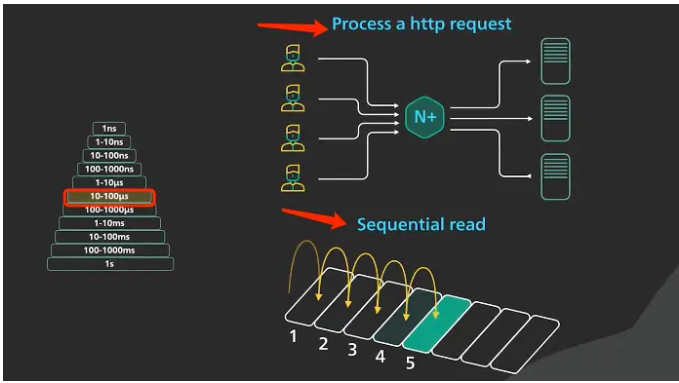 Process a http request
N+
1ns
1-10ns
10-100ns
100-1000ns
1-10µs
10-100µs
100-1000µs
1-10ms
10-100ms
100-1000ms
1s
Sequential read
1
2
3
4
5